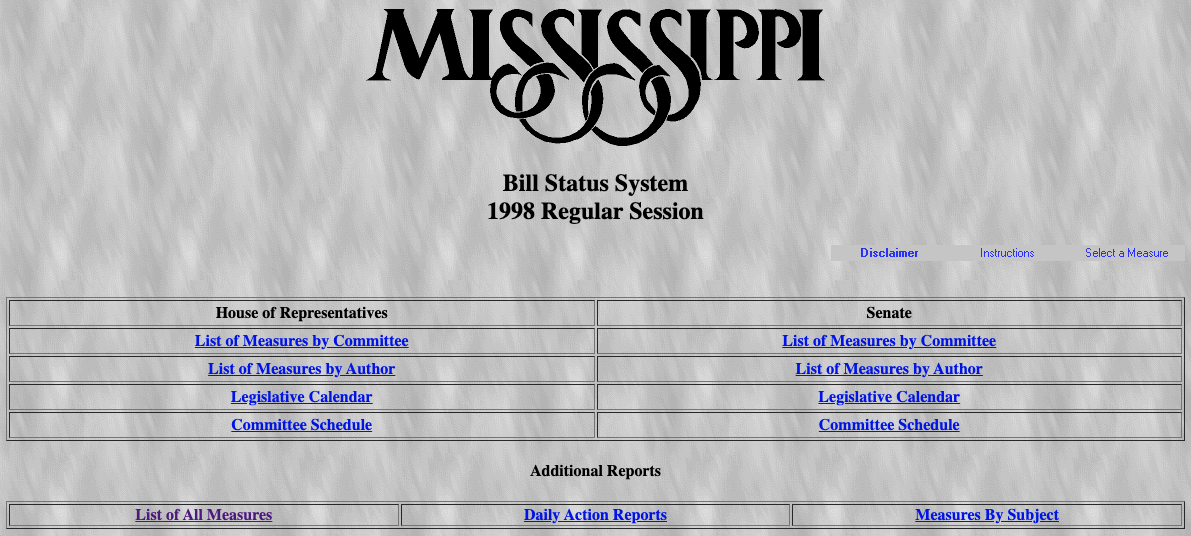 MISSISSIPPI
Bill Status System
1998 Regular Session
Disclaimer Instructions Select a Measure
House of Representatives Senate
List of Measures by Committee List of Measures by Committee
List of Measures by Author List of Measures by Author
Legislative Calendar Legislative Calendar
Committee Schedule Committee Schedule
Additional Reports
List of All Measures Daily Action Reports Measures By Subject